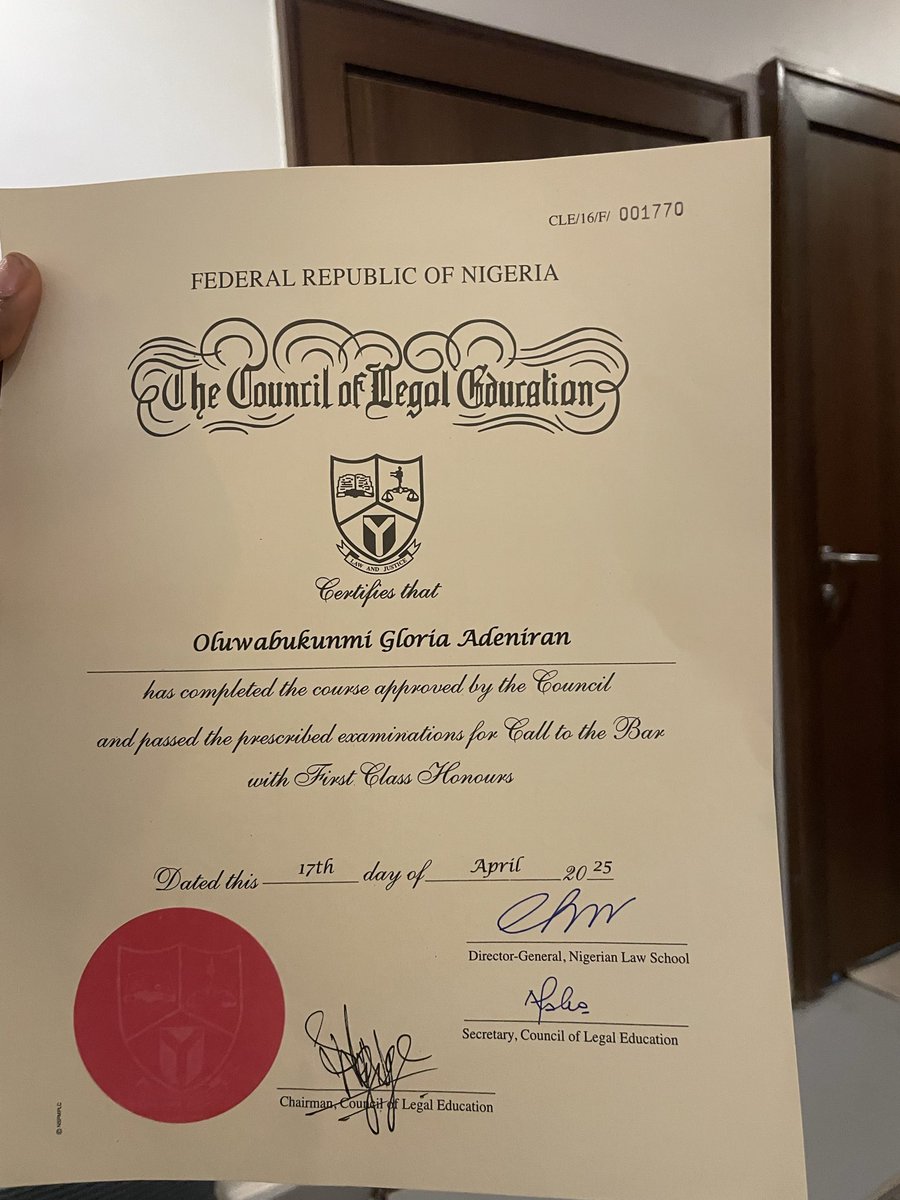 CLE/16/F/ 001770
FEDERAL REPUBLIC OF NIGERIA
The Council of Legal Education
LAW AND JUSTICE
Certifies that
Oluwabukunmi Gloria Adeniran
has completed the course approved by the Council
and passed the prescribed examinations for Call to the Bar
with First Class Honours
Dated this 17th day of April 2025
Director-General, Nigerian Law School
Secretary, Council of Legal Education
Chairman, Council of Legal Education
© NSPMPLC